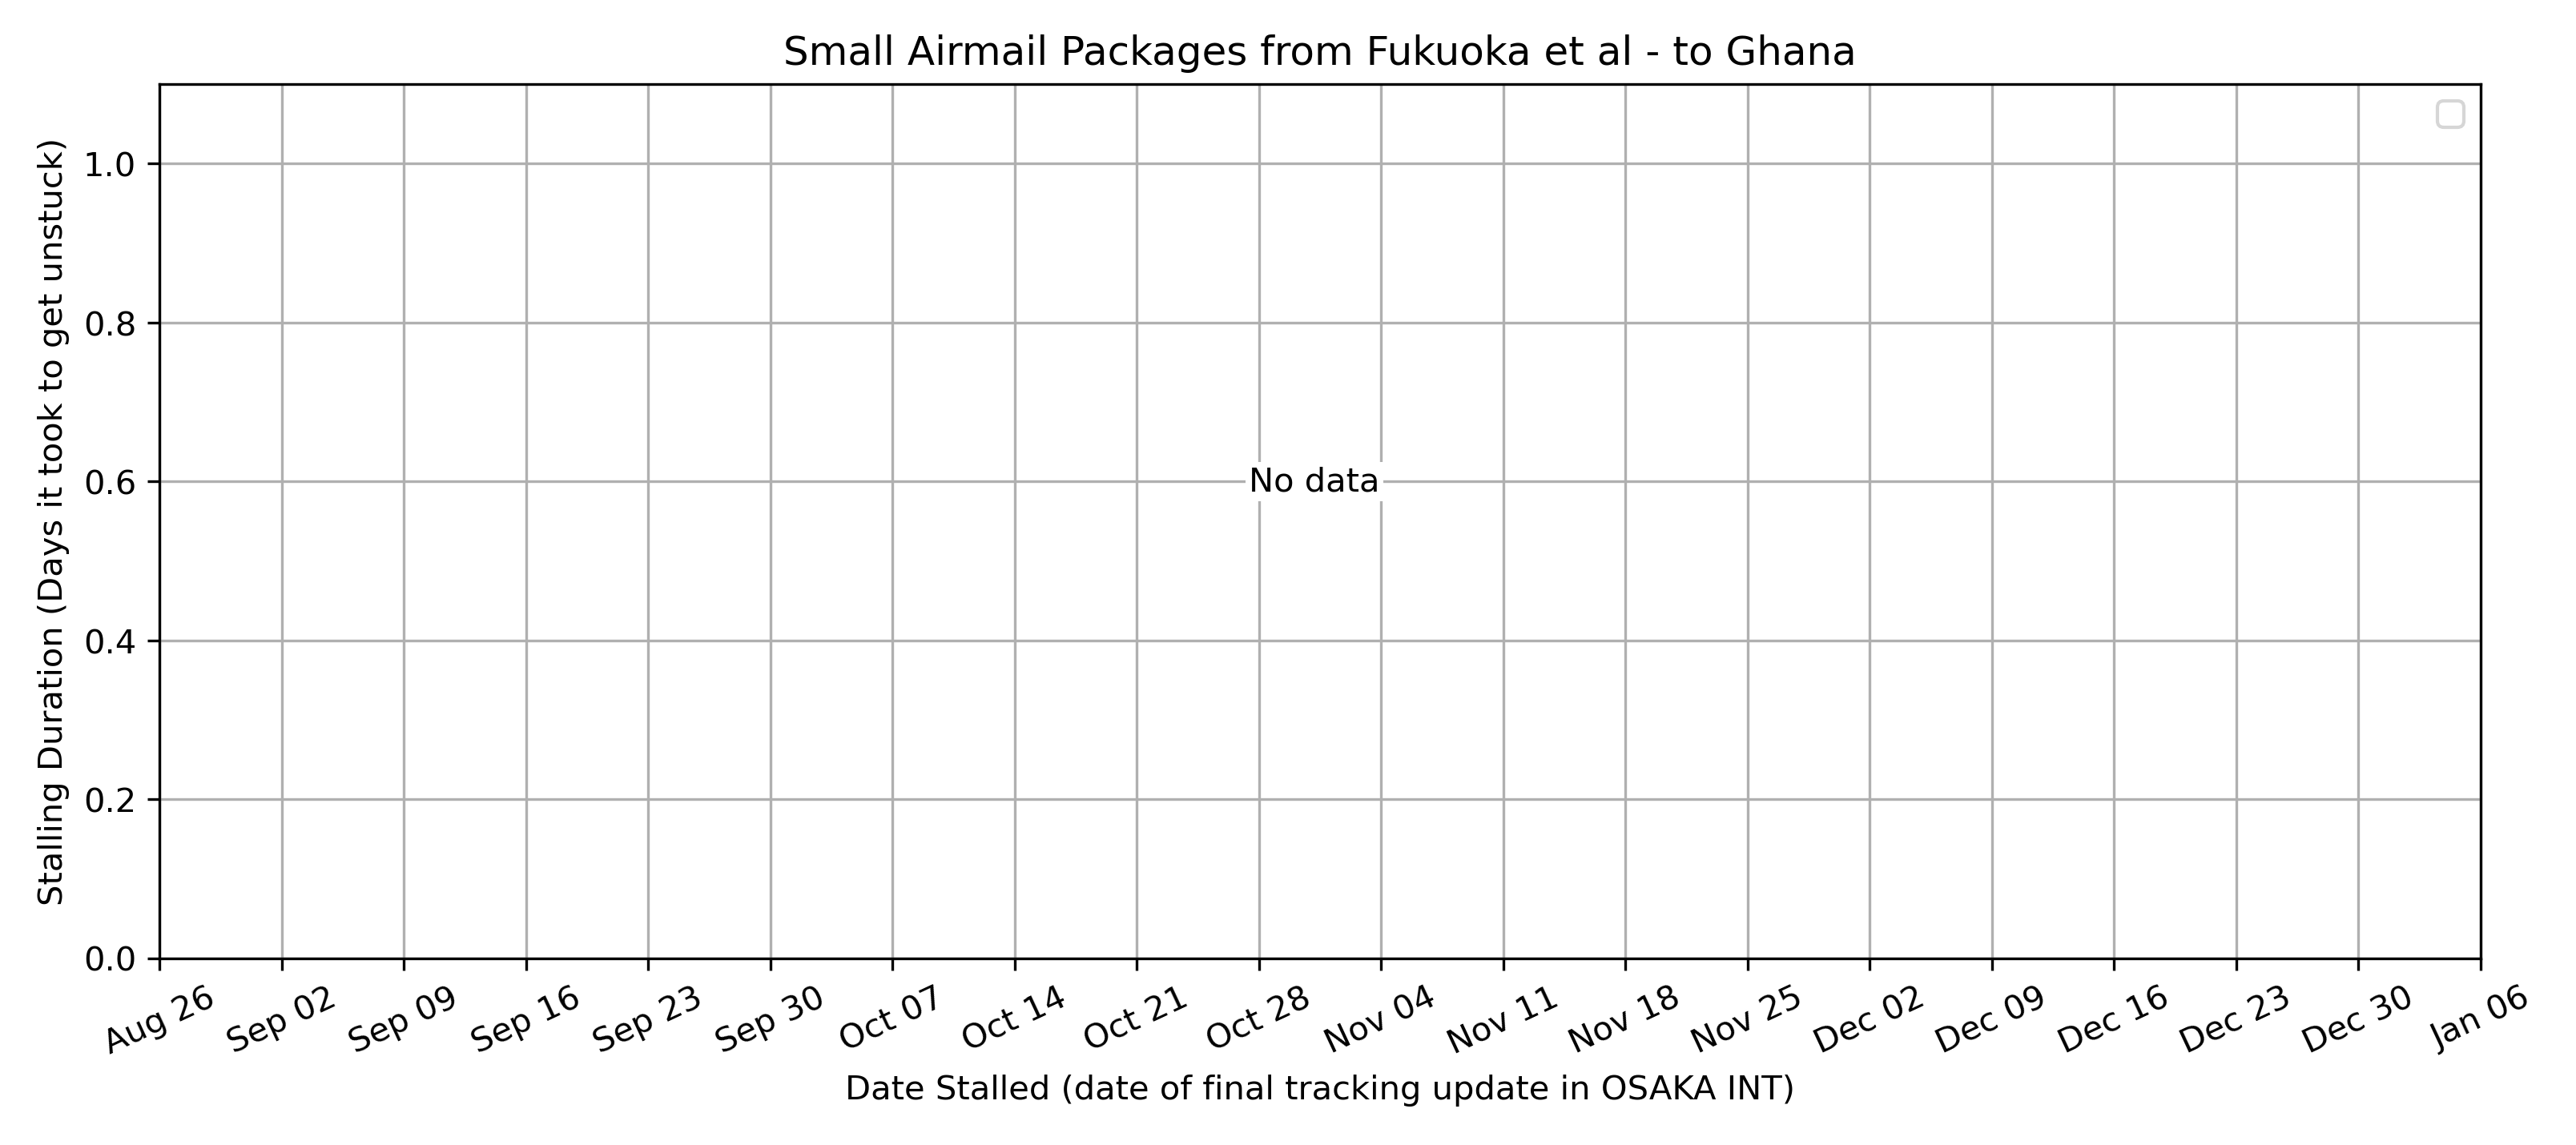 Small Airmail Packages from Fukuoka et al - to Ghana
Stalling Duration (Days it took to get unstuck)
1.0
0.8
0.6
0.4
0.2
0.0
No data
Aug 26
Sep 02
Sep 09
Sep 16
Sep 23
Sep 30
Oct 07
Oct 14
Oct 21
Oct 28
Nov 04
Nov 11
Nov 18
Nov 25
Dec 02
Dec 09
Dec 16
Dec 23
Dec 30
Jan 06
Date Stalled (date of final tracking update in OSAKA INT)